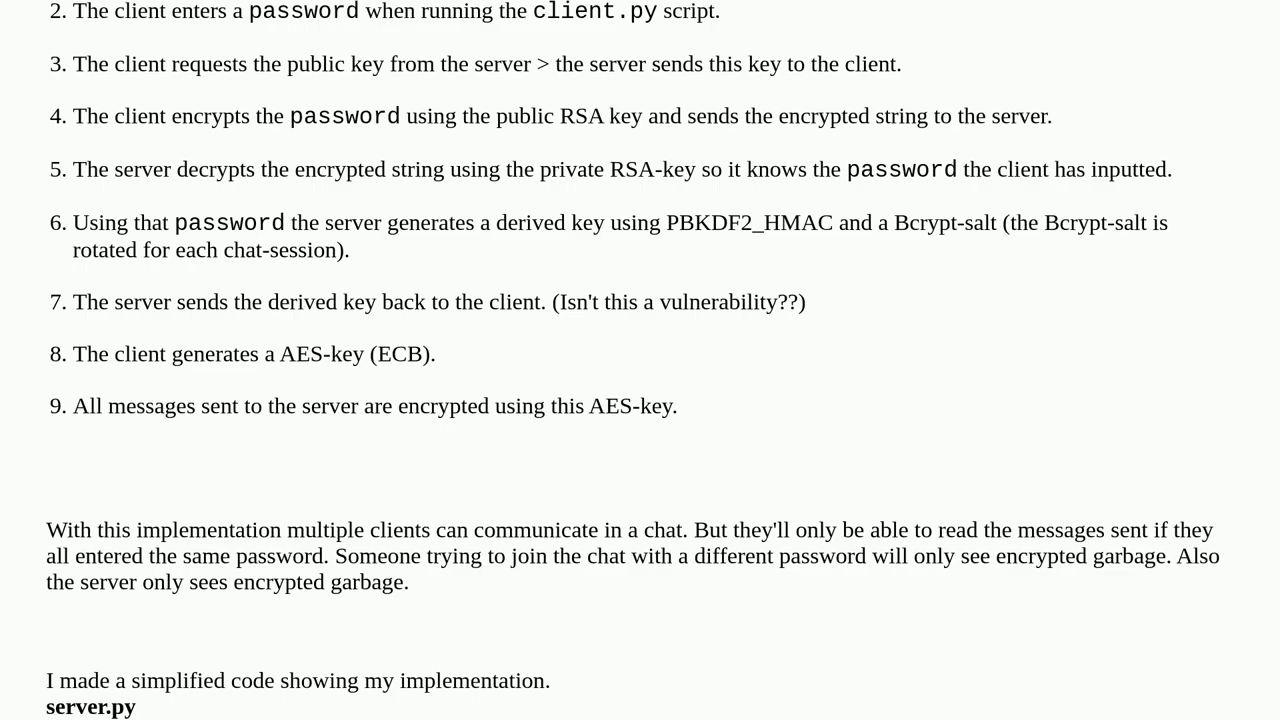 2. The client enters a password when running the client.py script.
3. The client requests the public key from the server > the server sends this key to the client.
4. The client encrypts the password using the public RSA key and sends the encrypted string to the server.
5. The server decrypts the encrypted string using the private RSA-key so it knows the password the client has inputted.
6. Using that password the server generates a derived key using PBKDF2_HMAC and a Bcrypt-salt (the Bcrypt-salt is
rotated for each chat-session).
7. The server sends the derived key back to the client. (Isn't this a vulnerability??)
8. The client generates a AES-key (ECB).
9. All messages sent to the server are encrypted using this AES-key.
With this implementation multiple clients can communicate in a chat. But they'll only be able to read the messages sent if they
all entered the same password. Someone trying to join the chat with a different password will only see encrypted garbage. Also
the server only sees encrypted garbage.
I made a simplified code showing my implementation.
server.py